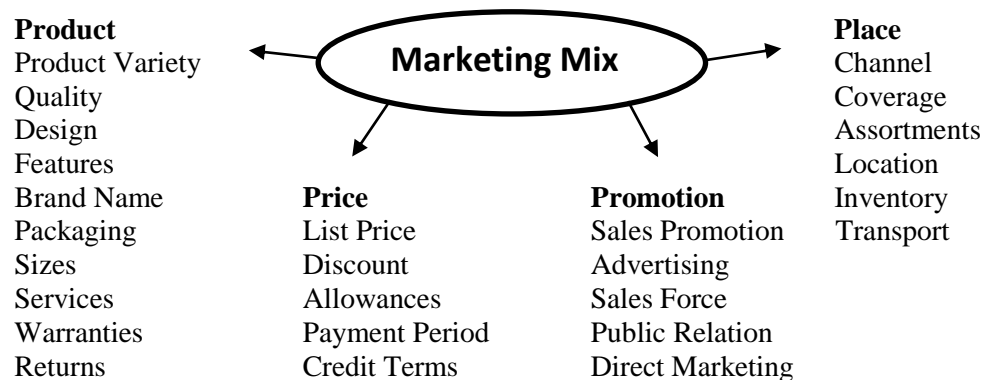 Marketing Mix
Product
Product Variety
Quality
Design
Features
Brand Name
Packaging
Sizes
Services
Warranties
Returns
Price
List Price
Discount
Allowances
Payment Period
Credit Terms
Promotion
Sales Promotion
Advertising
Sales Force
Public Relation
Direct Marketing
Place
Channel
Coverage
Assortments
Location
Inventory
Transport